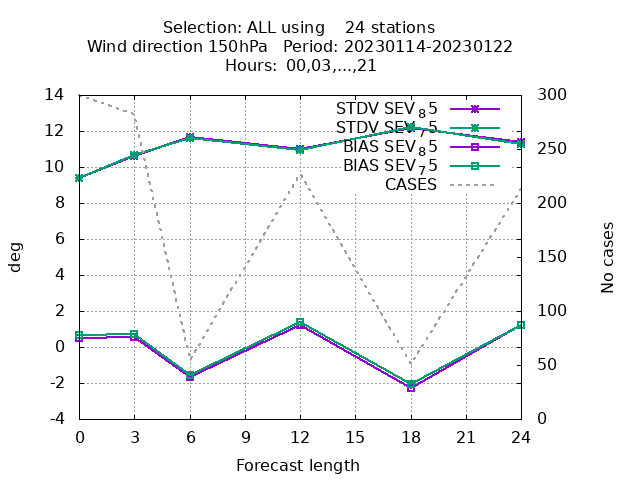 Selection: ALL using    24 stations
Wind direction 150hPa   Period: 20230114-20230122
Hours: 00,03,...,21
14
12
10
8
6
4
2
0
-2
-4
deg
300
250
200
150
100
50
0
No cases
STDV SEV₈5
STDV SEV₇5
BIAS SEV₈5
BIAS SEV₇5
CASES
0 3 6 9 12 15 18 21 24
Forecast length